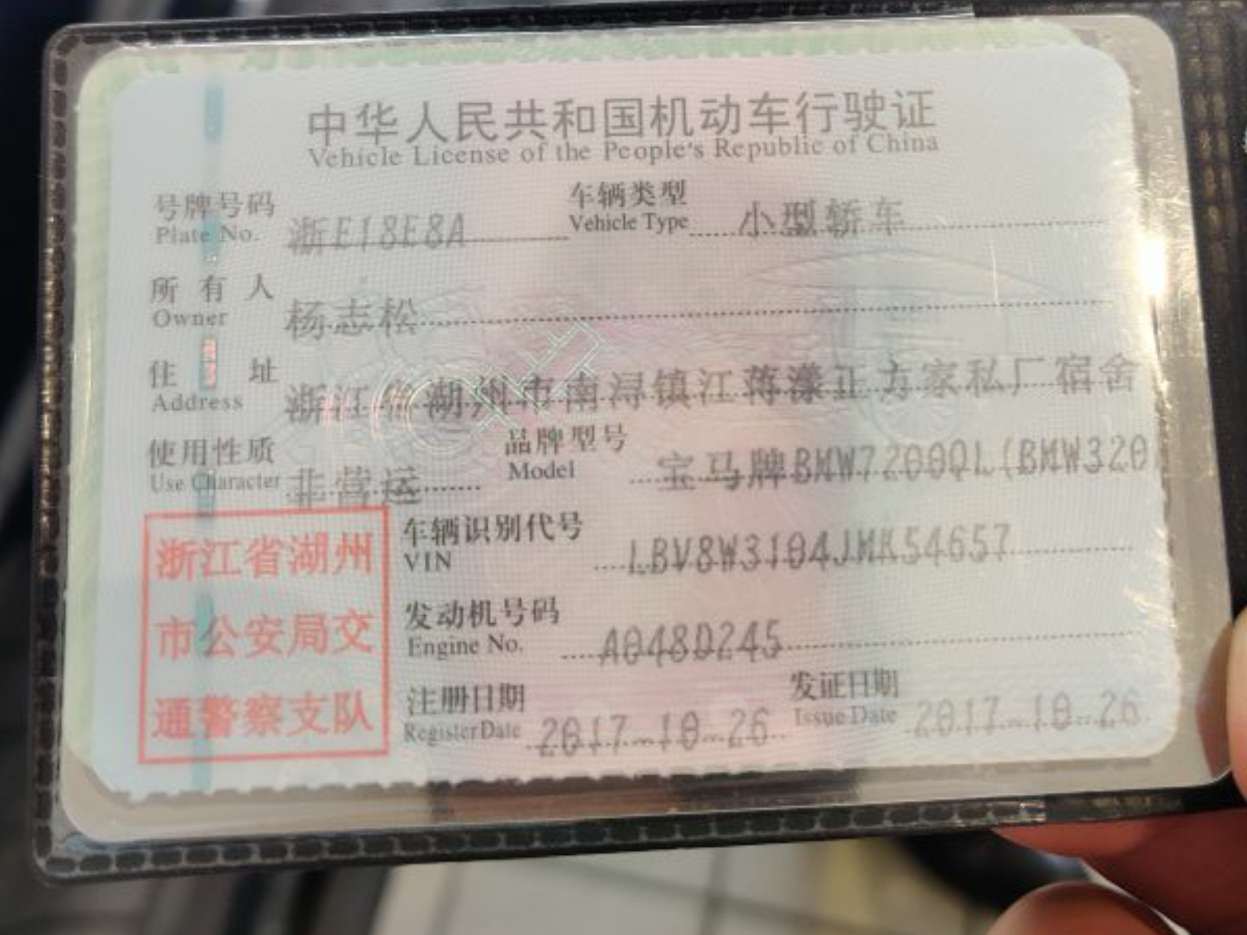 中华人民共和国机动车行驶证
Vehicle License of the People's Republic of China
号牌号码 浙E18E8A 车辆类型 小型轿车
Plate No. Vehicle Type
所有人 杨志松
Owner
住址 浙江省湖州市南浔镇江蒋漾正方家私厂宿舍
Address
使用性质 非营运 品牌型号 宝马牌BMW7200QL(BMW320
Use Character Model
车辆识别代号 LBV8W3104JMK54657
VIN
发动机号码 A048D245
Engine No.
注册日期 2017-10-26 发证日期 2017-10-26
Register Date Issue Date
浙江省湖州
市公安局交
通警察支队